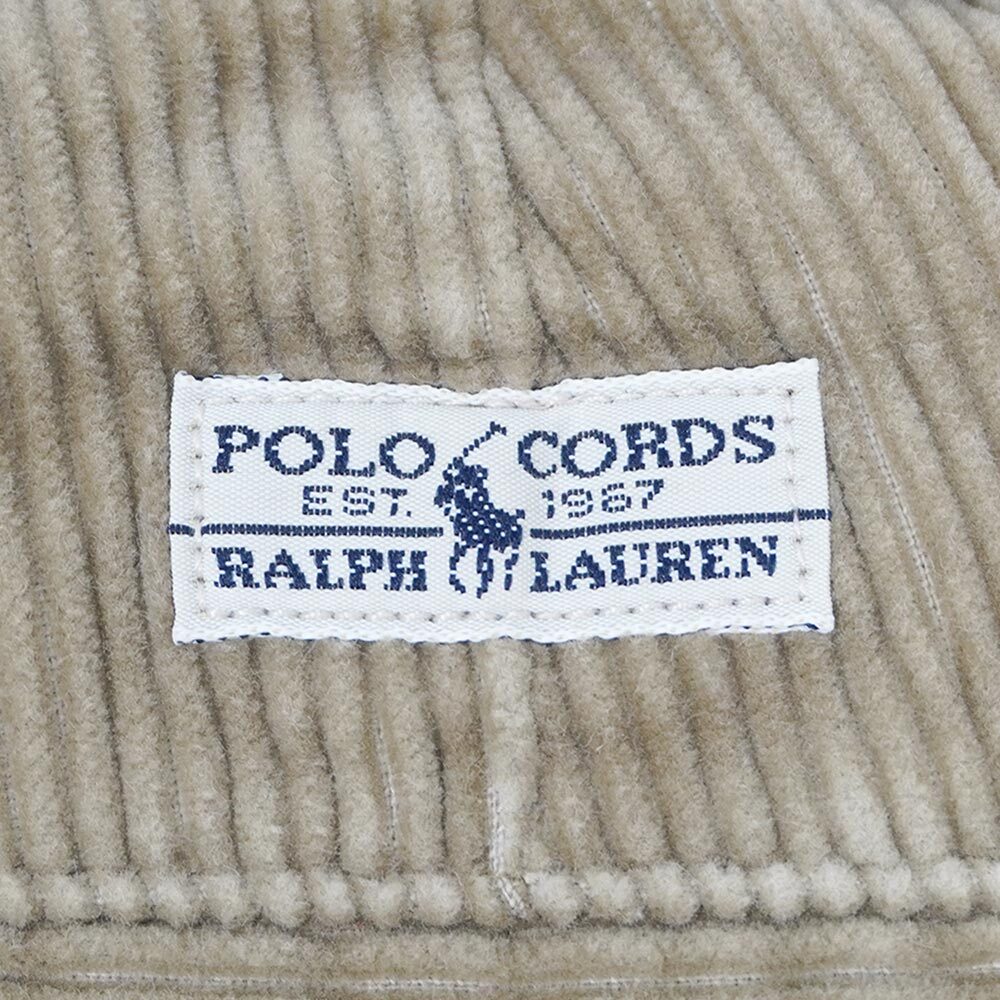 POLO CORDS
EST. 1967
RALPH LAUREN